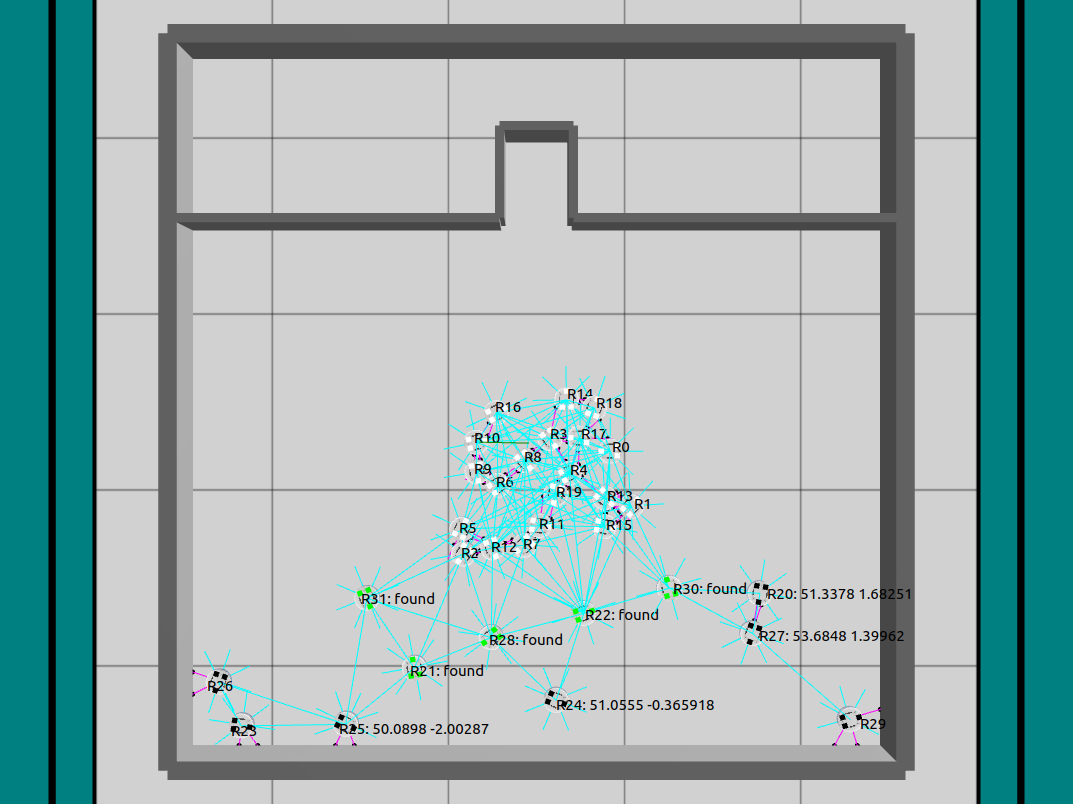 R14
R18
R16
R3
R17
R10
R0
R8
R9
R4
R6
R19
R13
R1
R11
R15
R5
R7
R12
R2
R30: found
R20: 51.3378 1.68251
R31: found
R22: found
R27: 53.6848 1.39962
R28: found
R21: found
R26
R24: 51.0555 -0.365918
R29
R25: 50.0898 -2.00287
R23